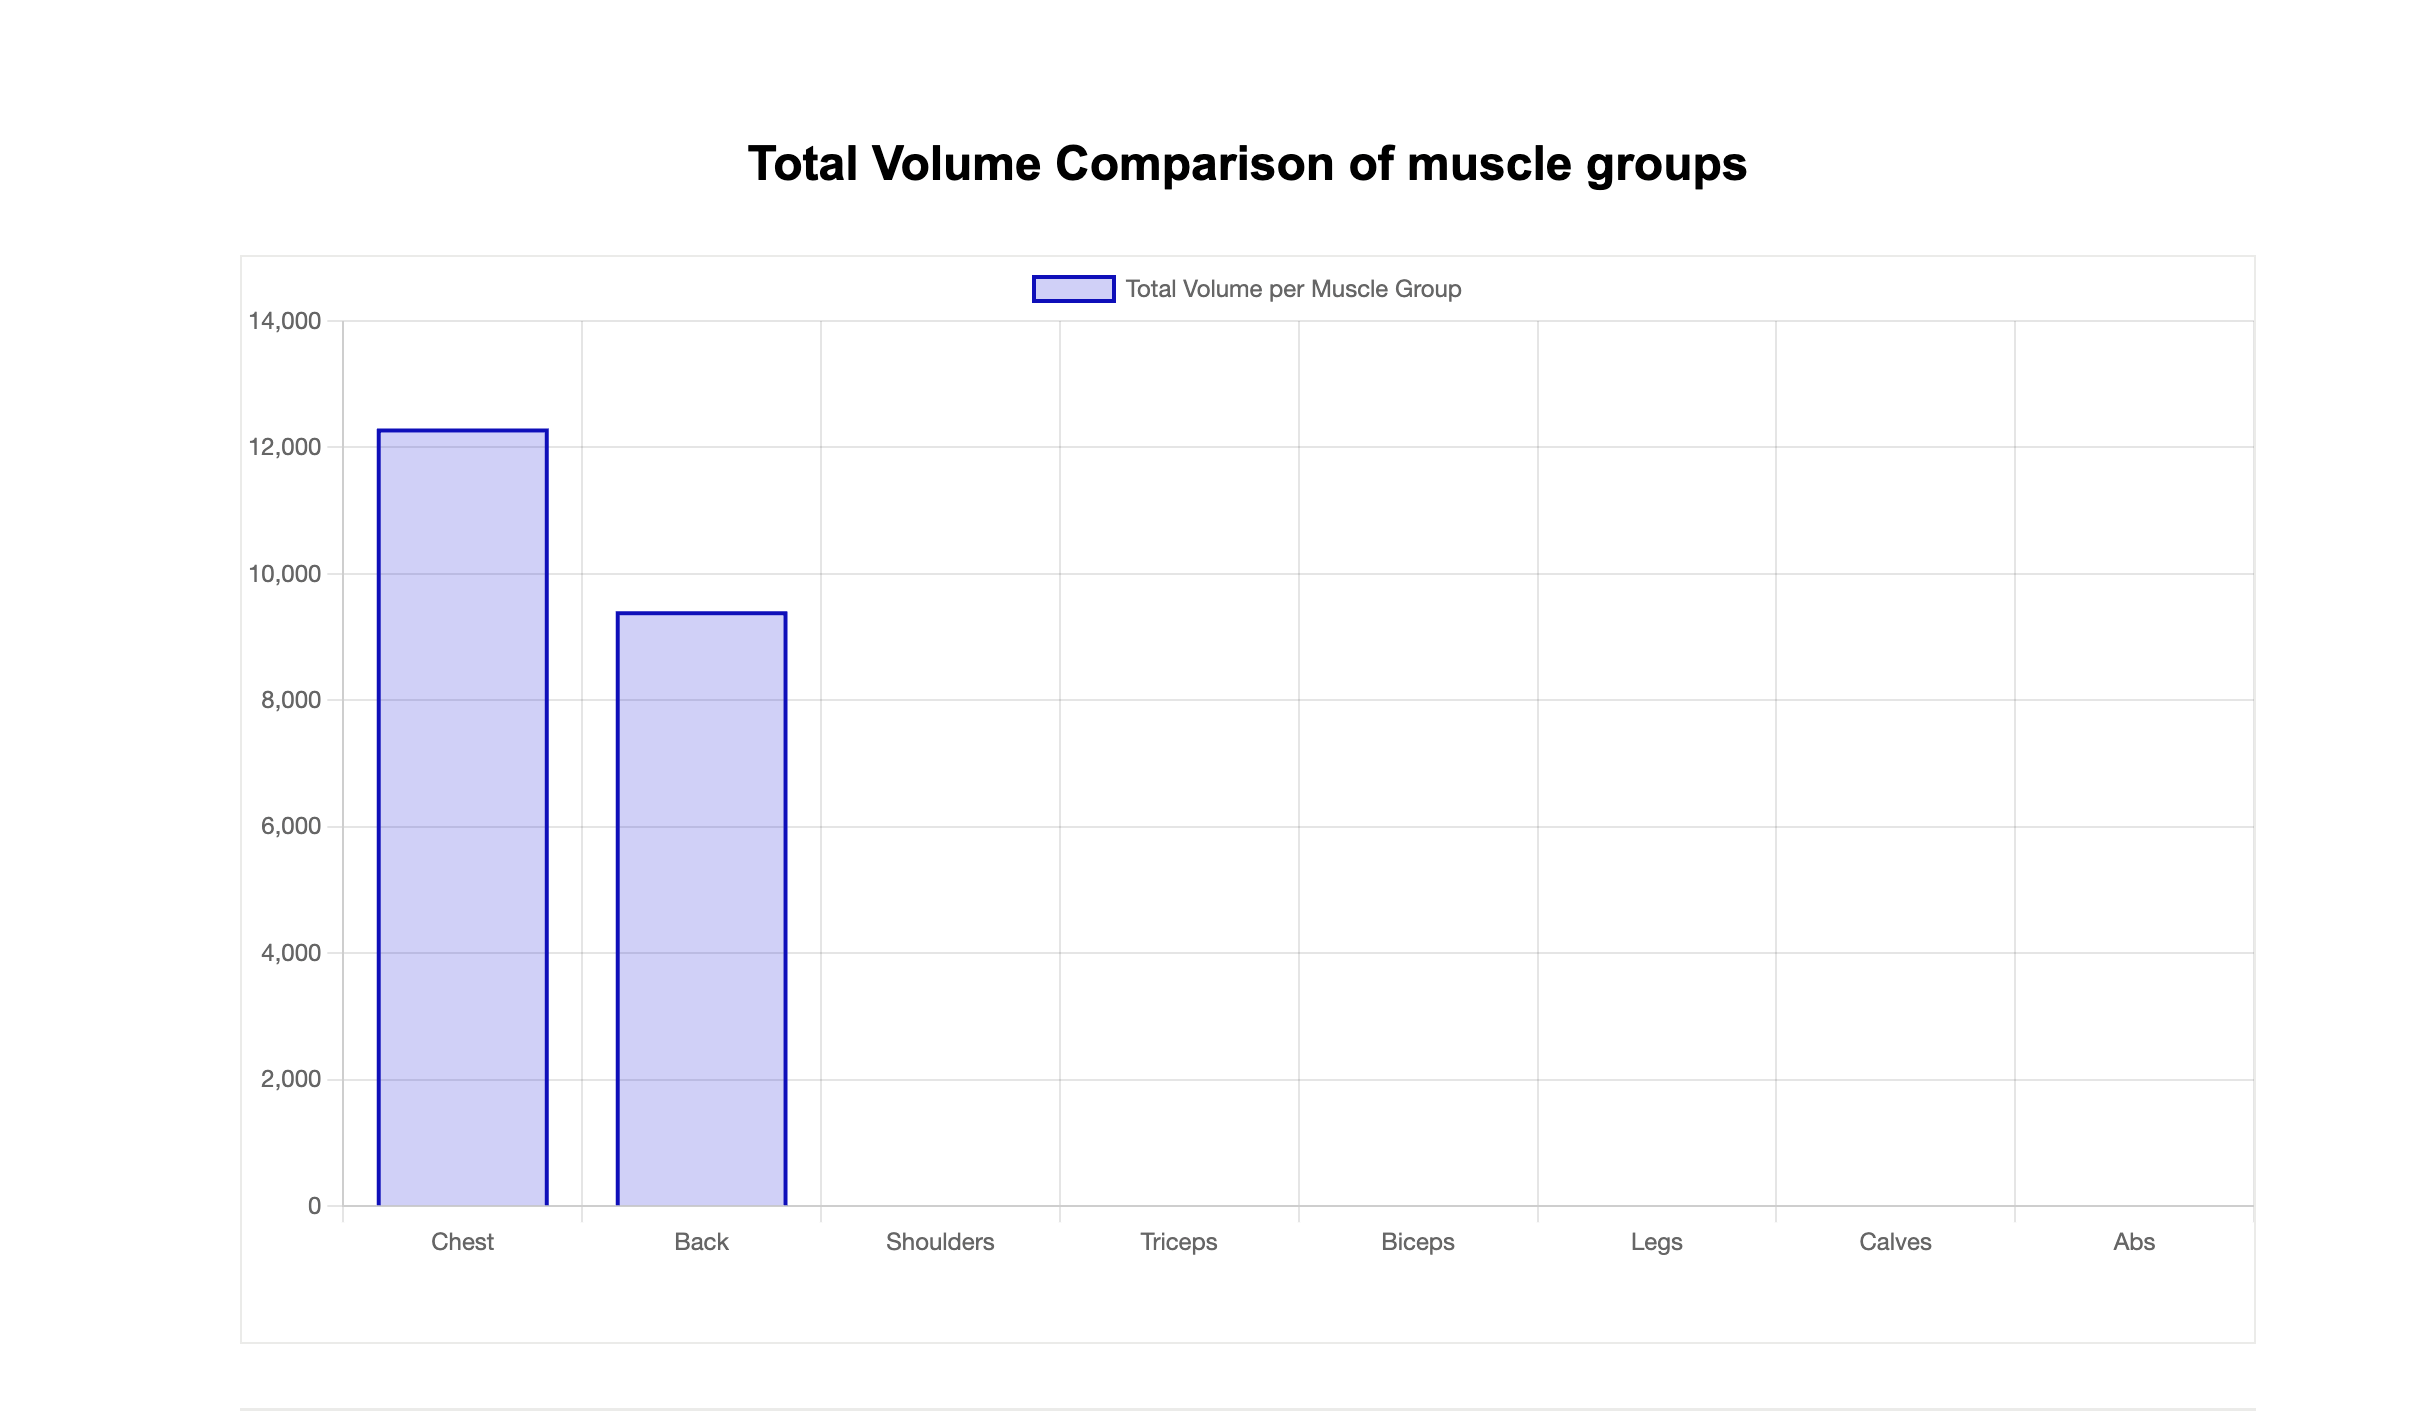 Total Volume Comparison of muscle groups
Total Volume per Muscle Group
14,000
12,000
10,000
8,000
6,000
4,000
2,000
0
Chest Back Shoulders Triceps Biceps Legs Calves Abs